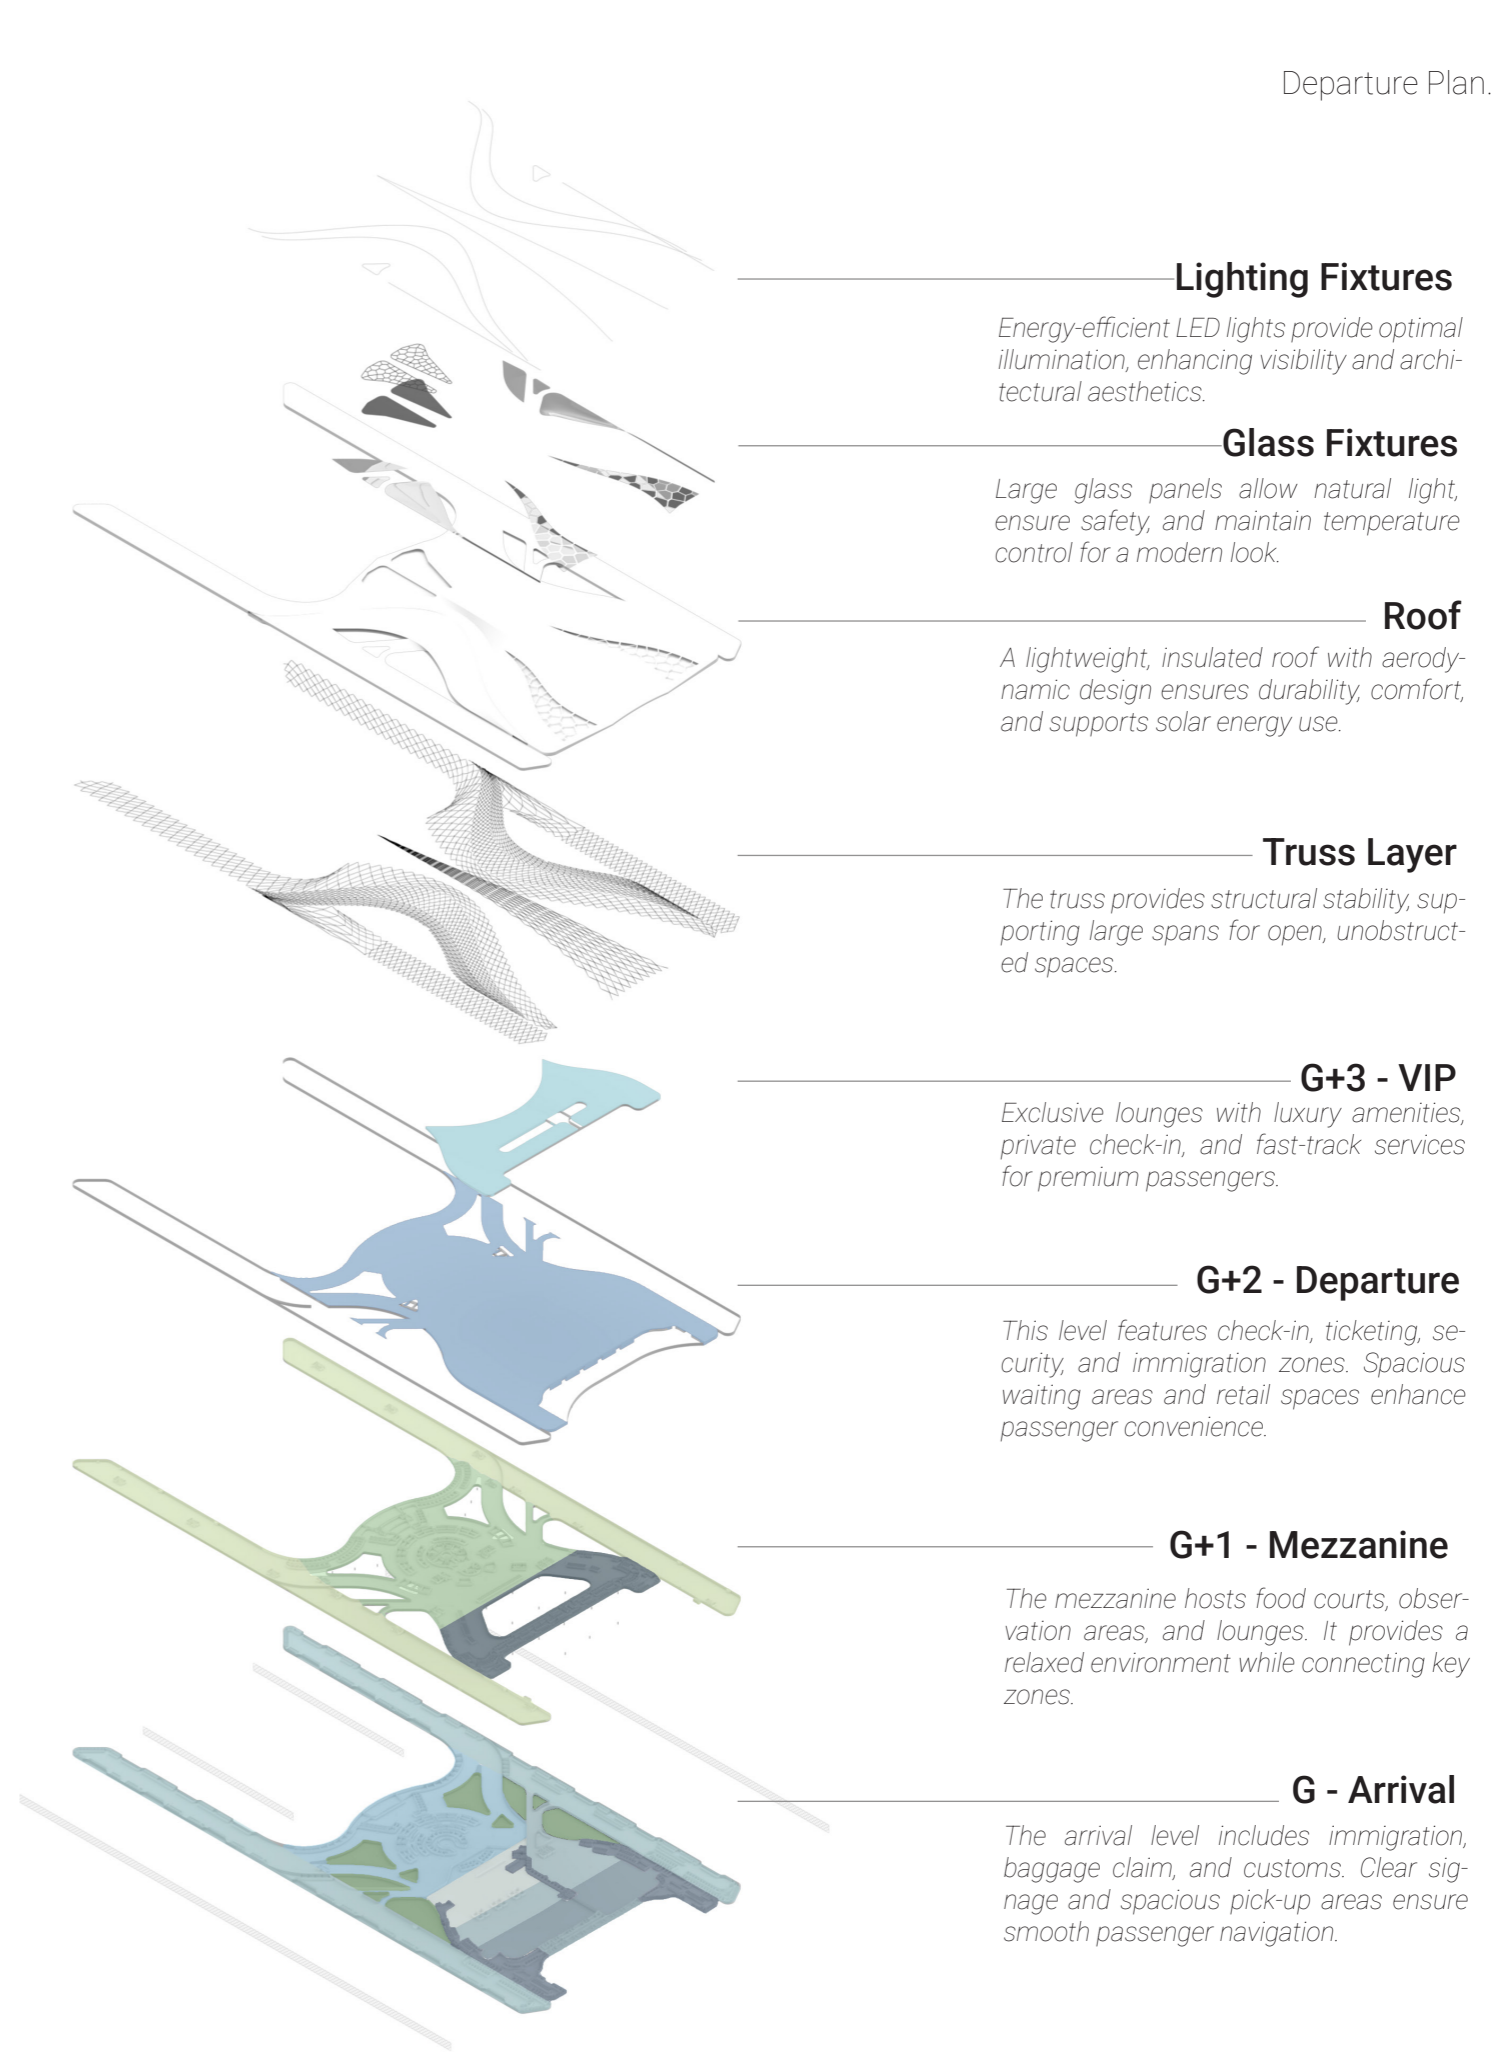 Departure Plan.
Lighting Fixtures
Energy-efficient LED lights provide optimal
illumination, enhancing visibility and archi-
tectural aesthetics.
Glass Fixtures
Large glass panels allow natural light,
ensure safety, and maintain temperature
control for a modern look.
Roof
A lightweight, insulated roof with aerody-
namic design ensures durability, comfort,
and supports solar energy use.
Truss Layer
The truss provides structural stability, sup-
porting large spans for open, unobstruct-
ed spaces.
G+3 - VIP
Exclusive lounges with luxury amenities,
private check-in, and fast-track services
for premium passengers.
G+2 - Departure
This level features check-in, ticketing, se-
curity, and immigration zones. Spacious
waiting areas and retail spaces enhance
passenger convenience.
G+1 - Mezzanine
The mezzanine hosts food courts, obser-
vation areas, and lounges. It provides a
relaxed environment while connecting key
zones.
G - Arrival
The arrival level includes immigration,
baggage claim, and customs. Clear sig-
nage and spacious pick-up areas ensure
smooth passenger navigation.